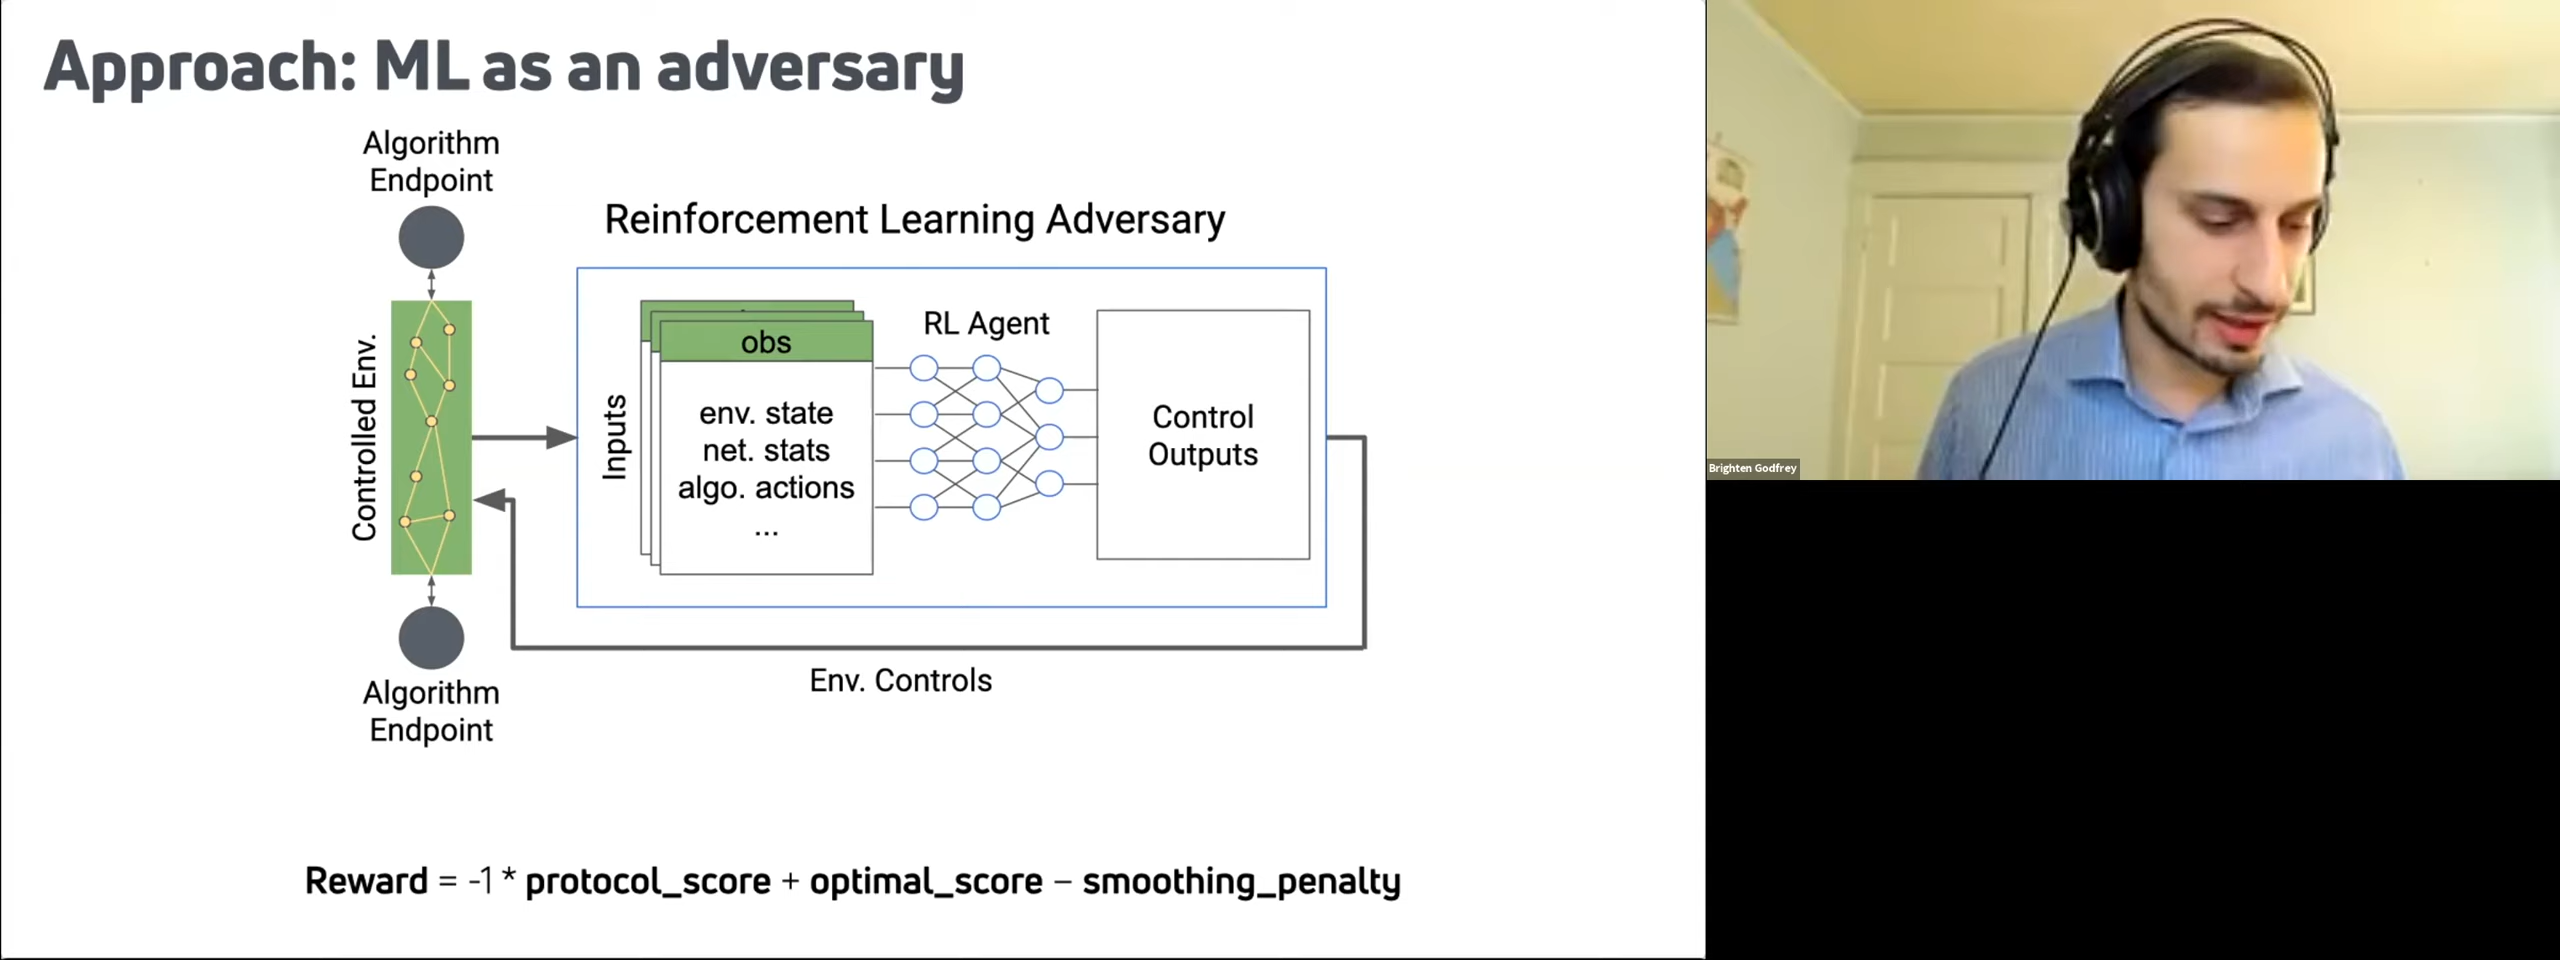 Approach: ML as an adversary
Algorithm
Endpoint
Controlled Env.
Algorithm
Endpoint
Reinforcement Learning Adversary
Inputs
obs
env. state
net. stats
algo. actions
...
RL Agent
Control
Outputs
Env. Controls
Reward = -1 * protocol_score + optimal_score – smoothing_penalty
Brighten Godfrey